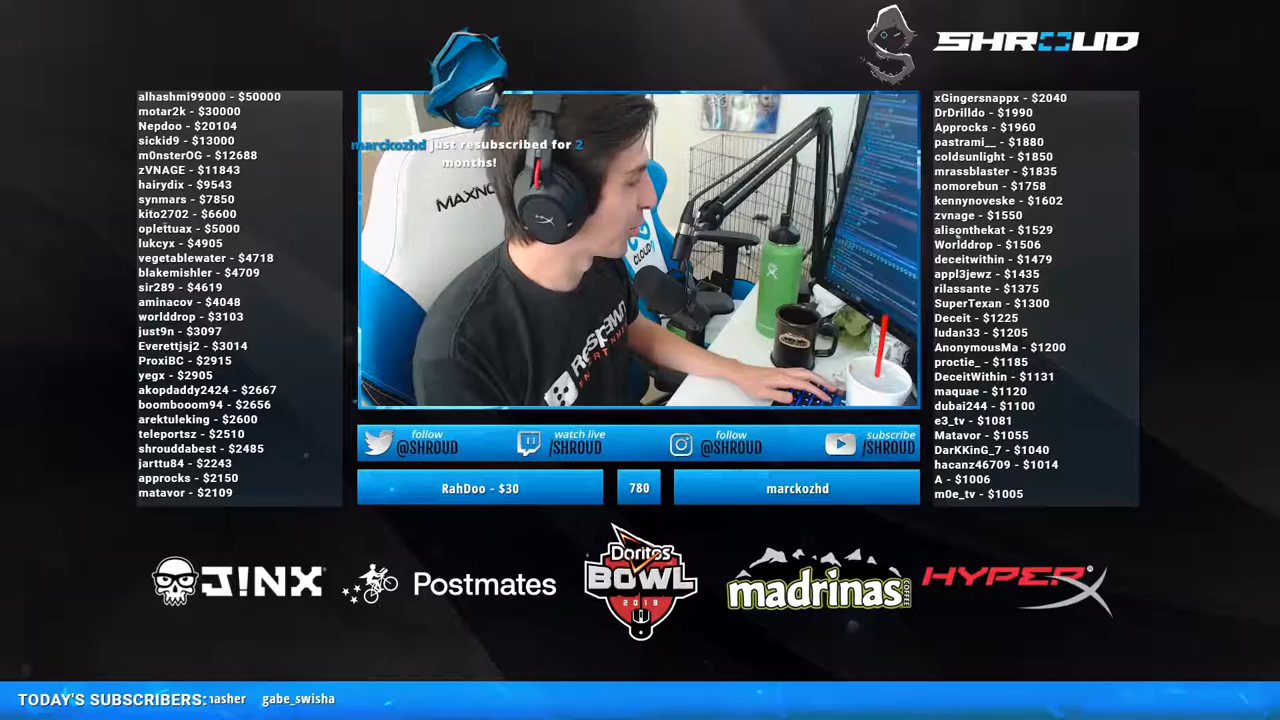 SHROUD
alhashmi99000 - $50000
motar2k - $30000
Nepdoo - $20104
sickid9 - $13000
m0nsterOG - $12688
zVNAGE - $11843
hairydix - $9543
synmars - $7850
kito2702 - $6600
oplettuax - $5000
lukcyx - $4905
vegetablewater - $4718
blakemishler - $4709
sir289 - $4619
aminacov - $4048
worlddrop - $3103
just9n - $3097
Everettjsj2 - $3014
ProxiBC - $2915
yegx - $2905
akopdaddy2424 - $2667
boombooom94 - $2656
arektuleking - $2600
teleportsz - $2510
shrouddabest - $2485
jarttu84 - $2243
approcks - $2150
matavor - $2109
marckozhd just resubscribed for 2
months!
MAXNO
CLOUD9
Respawn
ENTERTAINMENT
xGingersnappx - $2040
DrDrilldo - $1990
Approcks - $1960
pastrami__ - $1880
coldsunlight - $1850
mrassblaster - $1835
nomorebun - $1758
kennynoveske - $1602
zvnage - $1550
alisonthekat - $1529
Worlddrop - $1506
deceitwithin - $1479
appl3jewz - $1435
rilassante - $1375
SuperTexan - $1300
Deceit - $1225
ludan33 - $1205
AnonymousMa - $1200
proctie_ - $1185
DeceitWithin - $1131
maquae - $1120
dubai244 - $1100
e3_tv - $1081
Matavor - $1055
DarKKinG_7 - $1040
hacanz46709 - $1014
A - $1006
m0e_tv - $1005
follow
@SHROUD
watch live
/SHROUD
follow
@SHROUD
subscribe
/SHROUD
RahDoo - $30
780
marckozhd
J!NX
Postmates
Doritos
BOWL
2018
madrinas
COFFEE
HYPERX
TODAY'S SUBSCRIBERS: nasher gabe_swisha